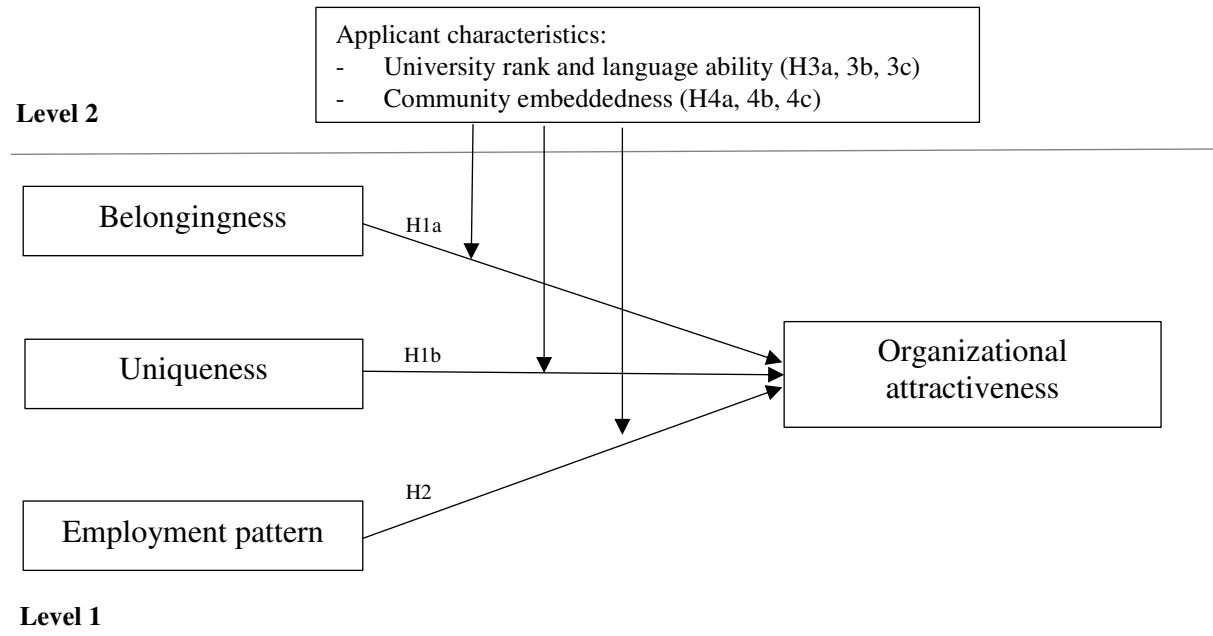 Applicant characteristics:
- University rank and language ability (H3a, 3b, 3c)
- Community embeddedness (H4a, 4b, 4c)
Level 2
Belongingness
H1a
Uniqueness
H1b
Organizational
attractiveness
H2
Employment pattern
Level 1